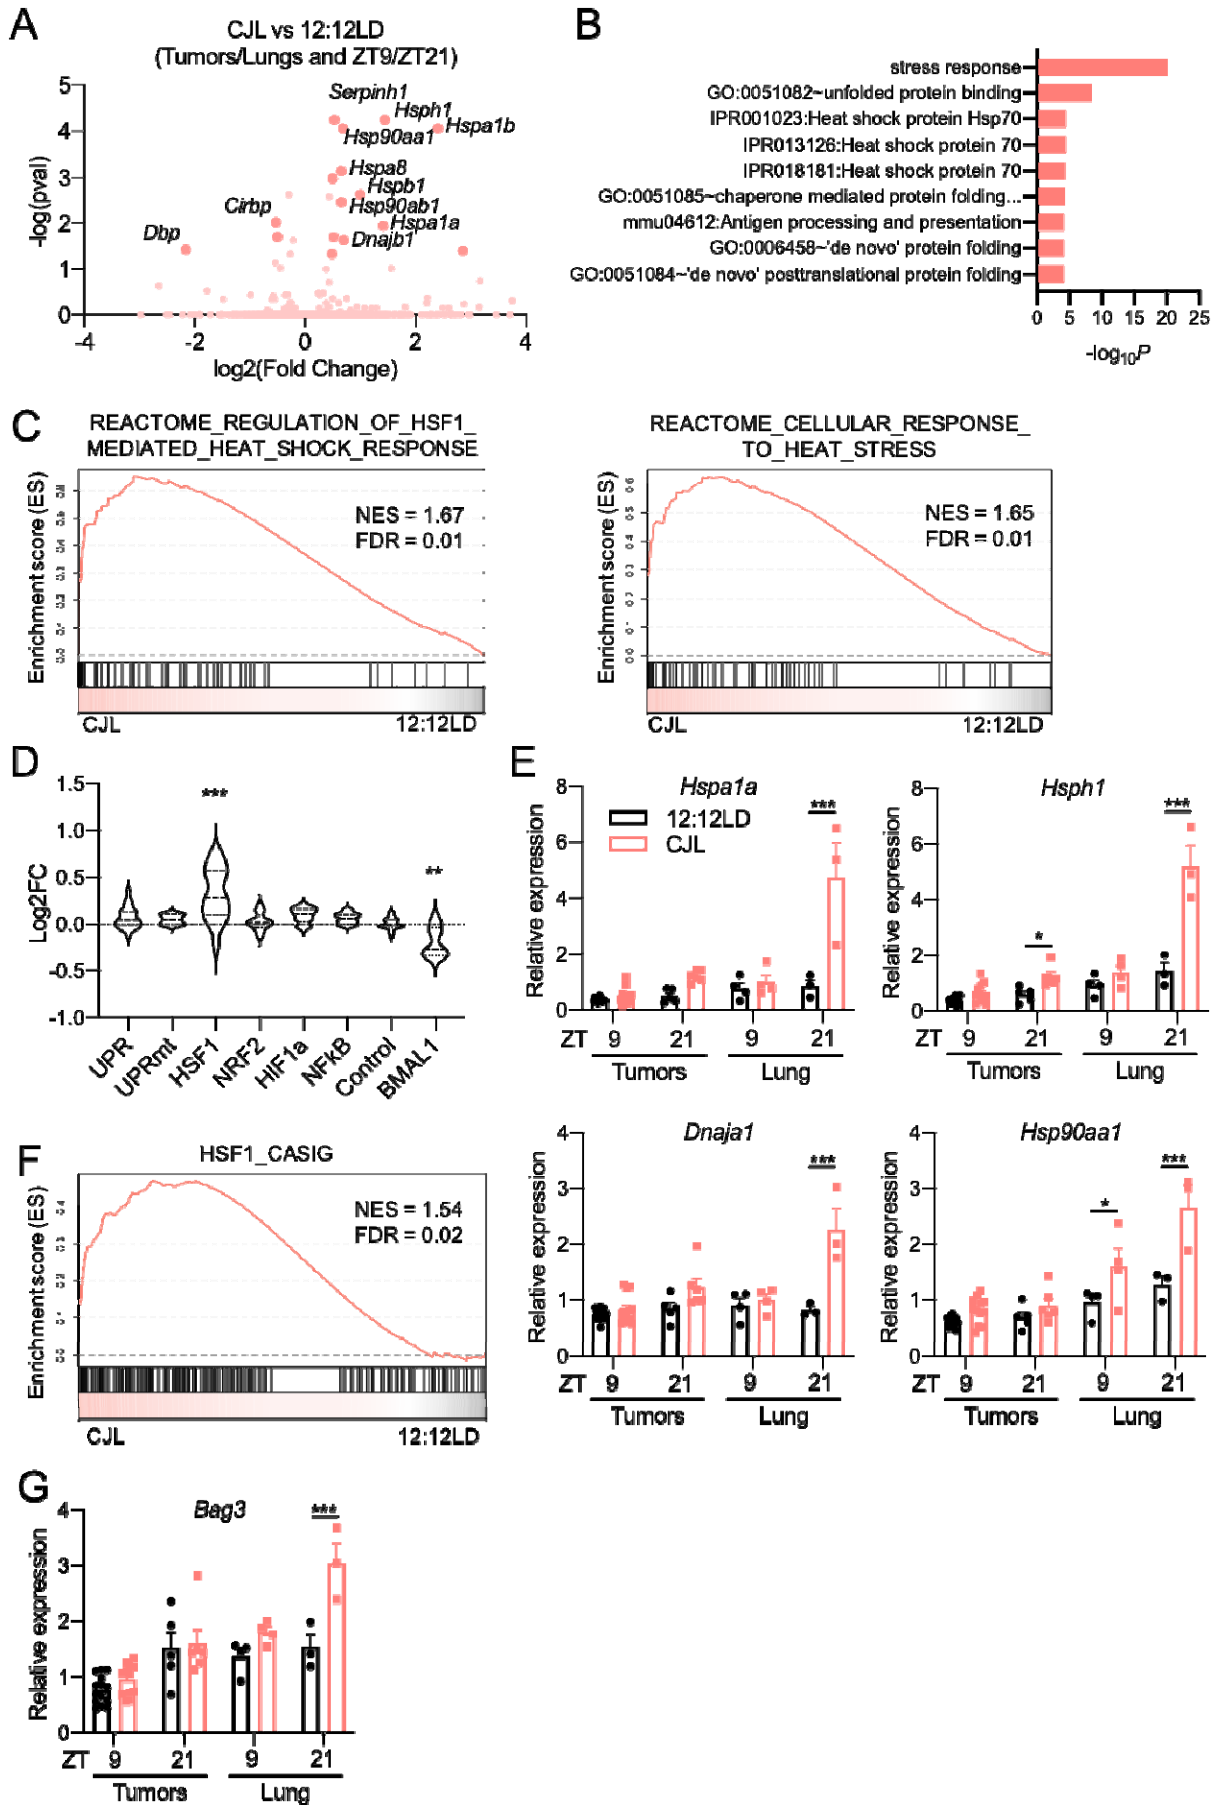 A
CJL vs 12:12LD
(Tumors/Lungs and ZT9/ZT21)
-log(pval)
5
4
3
2
1
0
Serpinh1
Hsph1
Hspa1b
Hsp90aa1
Hspa8
Hspb1
Hsp90ab1
Cirbp
Hspa1a
Dbp
Dnajb1
-4
-2
0
2
4
log2(Fold Change)
B
stress response
GO:0051082~unfolded protein binding
IPR001023:Heat shock protein Hsp70
IPR013126:Heat shock protein 70
IPR018181:Heat shock protein 70
GO:0051085~chaperone mediated protein folding...
mmu04612:Antigen processing and presentation
GO:0006458~'de novo' protein folding
GO:0051084~'de novo' posttranslational protein folding
0 5 10 15 20 25
-log10P
C
REACTOME_REGULATION_OF_HSF1_
MEDIATED_HEAT_SHOCK_RESPONSE
Enrichment score (ES)
NES = 1.67
FDR = 0.01
CJL
12:12LD
REACTOME_CELLULAR_RESPONSE_
TO_HEAT_STRESS
Enrichment score (ES)
NES = 1.65
FDR = 0.01
CJL
12:12LD
D
Log2FC
1.5
1.0
0.5
0.0
-0.5
-1.0
***
**
UPR
UPRmt
HSF1
NRF2
HIF1a
NFkB
Control
BMAL1
E
Hspa1a
Relative expression
8
6
4
2
0
12:12LD
CJL
***
ZT 9 21 9 21
Tumors Lung
Hsph1
Relative expression
8
6
4
2
0
*
***
ZT 9 21 9 21
Tumors Lung
Dnaja1
Relative expression
4
3
2
1
0
***
ZT 9 21 9 21
Tumors Lung
Hsp90aa1
Relative expression
4
3
2
1
0
*
***
ZT 9 21 9 21
Tumors Lung
F
HSF1_CASIG
Enrichment score (ES)
NES = 1.54
FDR = 0.02
CJL
12:12LD
G
Bag3
Relative expression
4
3
2
1
0
***
ZT 9 21 9 21
Tumors Lung